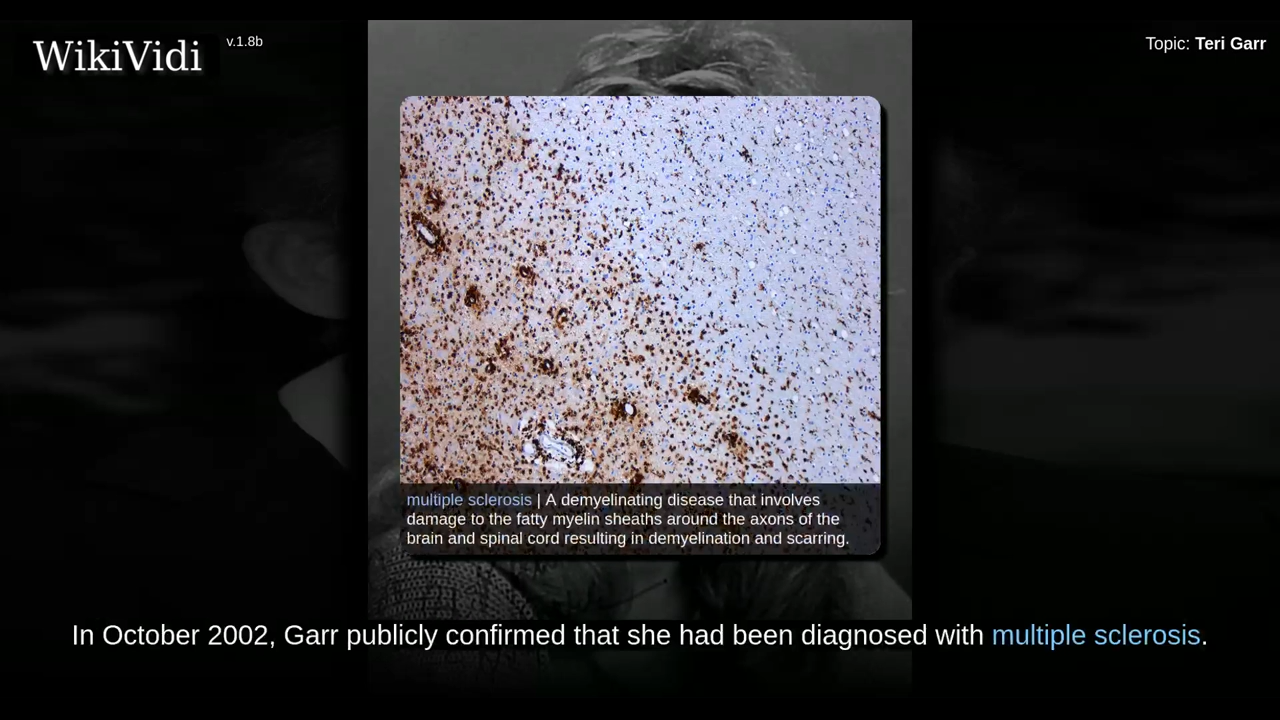 WikiVidi v.1.8b
Topic: Teri Garr
multiple sclerosis | A demyelinating disease that involves
damage to the fatty myelin sheaths around the axons of the
brain and spinal cord resulting in demyelination and scarring.
In October 2002, Garr publicly confirmed that she had been diagnosed with multiple sclerosis.